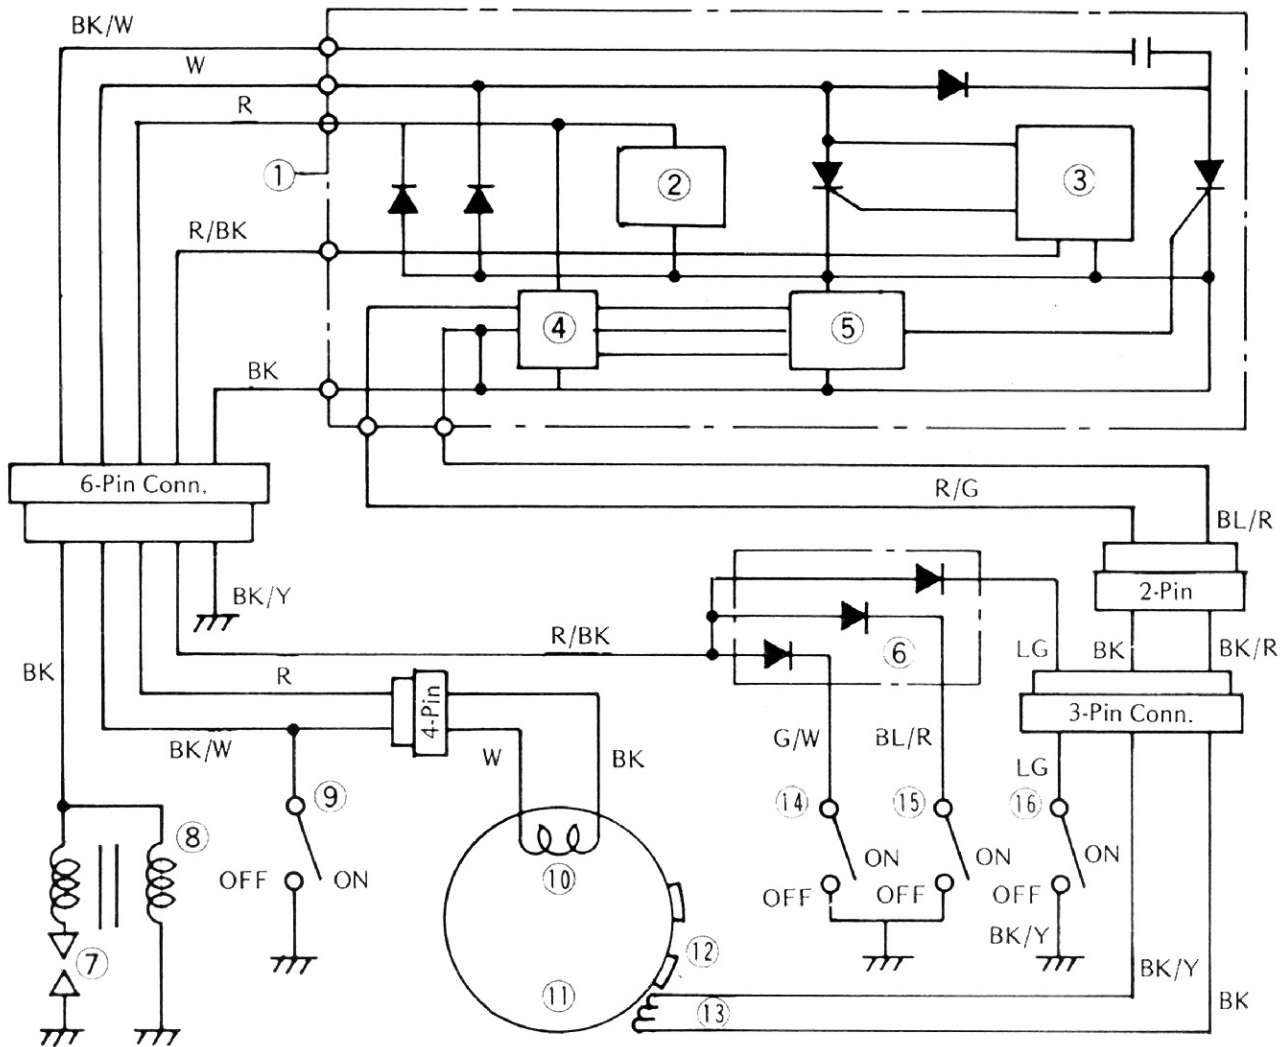 BK/W
W
R
①
②
③
R/BK
④
⑤
BK
6-Pin Conn.
R/G
BL/R
2-Pin
BK/Y
R/BK
⑥
LG
BK
BK/R
BK
R
4-Pin
3-Pin Conn.
BK/W
W
BK
G/W
BL/R
LG
⑨
⑭
⑮
⑯
⑧
OFF
ON
⑩
ON
ON
ON
OFF
OFF
OFF
BK/Y
⑦
⑫
BK/Y
⑪
⑬
BK